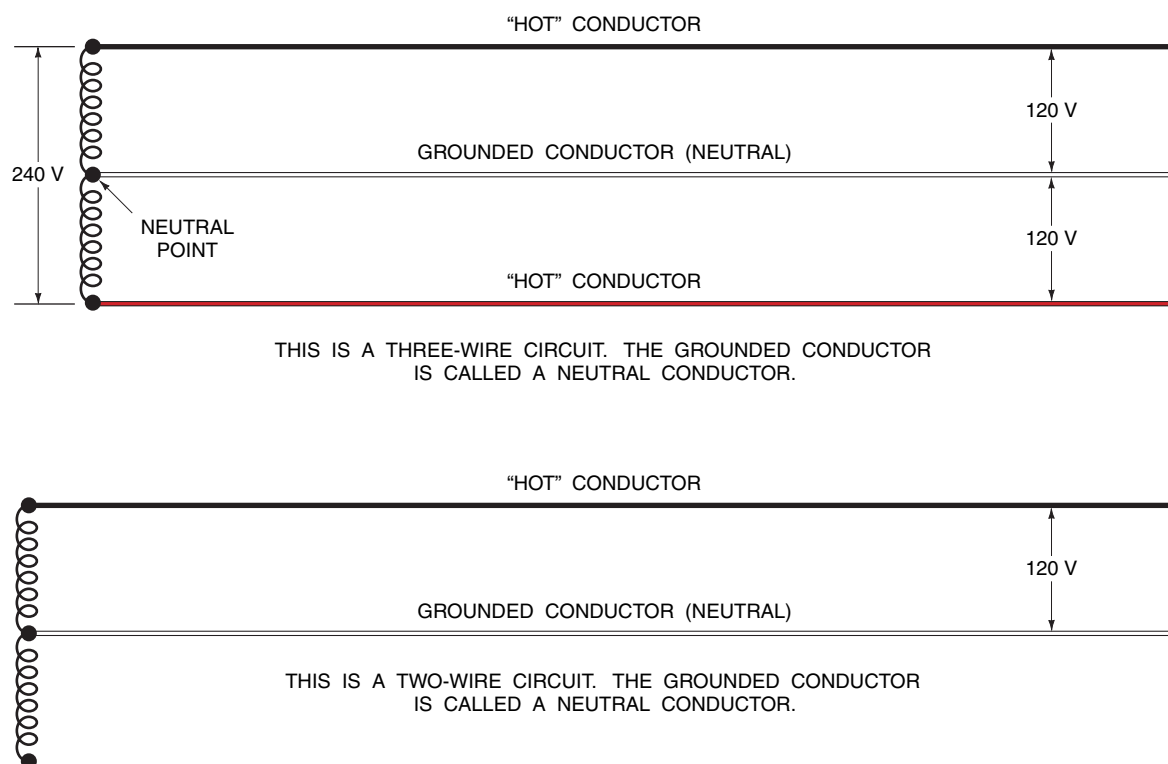 “HOT” CONDUCTOR
120 V
GROUNDED CONDUCTOR (NEUTRAL)
240 V
NEUTRAL
POINT
120 V
“HOT” CONDUCTOR
THIS IS A THREE-WIRE CIRCUIT. THE GROUNDED CONDUCTOR
IS CALLED A NEUTRAL CONDUCTOR.
“HOT” CONDUCTOR
120 V
GROUNDED CONDUCTOR (NEUTRAL)
THIS IS A TWO-WIRE CIRCUIT. THE GROUNDED CONDUCTOR
IS CALLED A NEUTRAL CONDUCTOR.